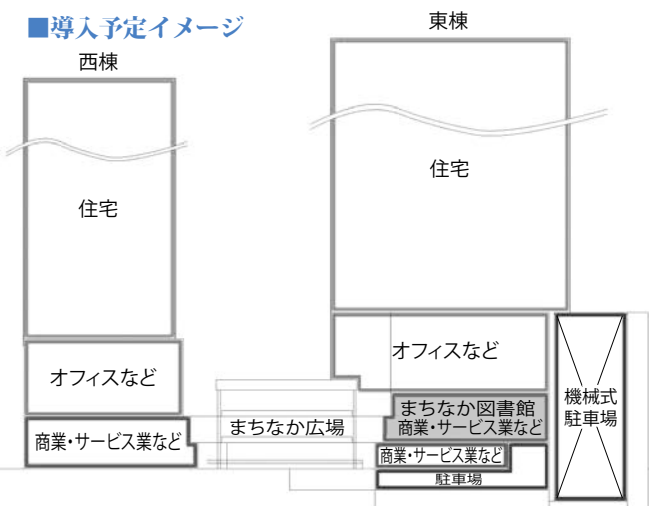 ■導入予定イメージ
東棟
西棟
住宅
住宅
オフィスなど
オフィスなど
機械式
駐車場
まちなか図書館
商業・サービス業など
まちなか広場
商業・サービス業など
商業・サービス業など
駐車場